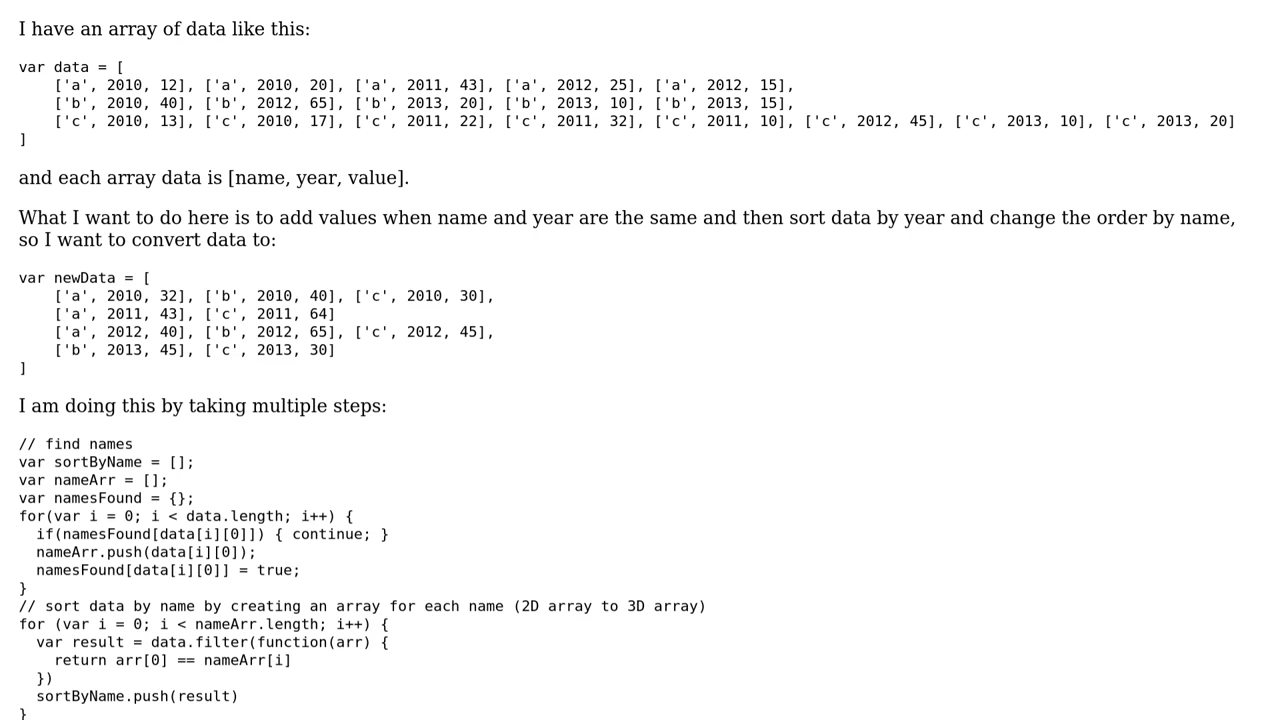 I have an array of data like this:
var data = [
    ['a', 2010, 12], ['a', 2010, 20], ['a', 2011, 43], ['a', 2012, 25], ['a', 2012, 15],
    ['b', 2010, 40], ['b', 2012, 65], ['b', 2013, 20], ['b', 2013, 10], ['b', 2013, 15],
    ['c', 2010, 13], ['c', 2010, 17], ['c', 2011, 22], ['c', 2011, 32], ['c', 2011, 10], ['c', 2012, 45], ['c', 2013, 10], ['c', 2013, 20]
]
and each array data is [name, year, value].
What I want to do here is to add values when name and year are the same and then sort data by year and change the order by name,
so I want to convert data to:
var newData = [
    ['a', 2010, 32], ['b', 2010, 40], ['c', 2010, 30],
    ['a', 2011, 43], ['c', 2011, 64]
    ['a', 2012, 40], ['b', 2012, 65], ['c', 2012, 45],
    ['b', 2013, 45], ['c', 2013, 30]
]
I am doing this by taking multiple steps:
// find names
var sortByName = [];
var nameArr = [];
var namesFound = {};
for(var i = 0; i < data.length; i++) {
  if(namesFound[data[i][0]]) { continue; }
  nameArr.push(data[i][0]);
  namesFound[data[i][0]] = true;
}
// sort data by name by creating an array for each name (2D array to 3D array)
for (var i = 0; i < nameArr.length; i++) {
  var result = data.filter(function(arr) {
    return arr[0] == nameArr[i]
  })
  sortByName.push(result)
}